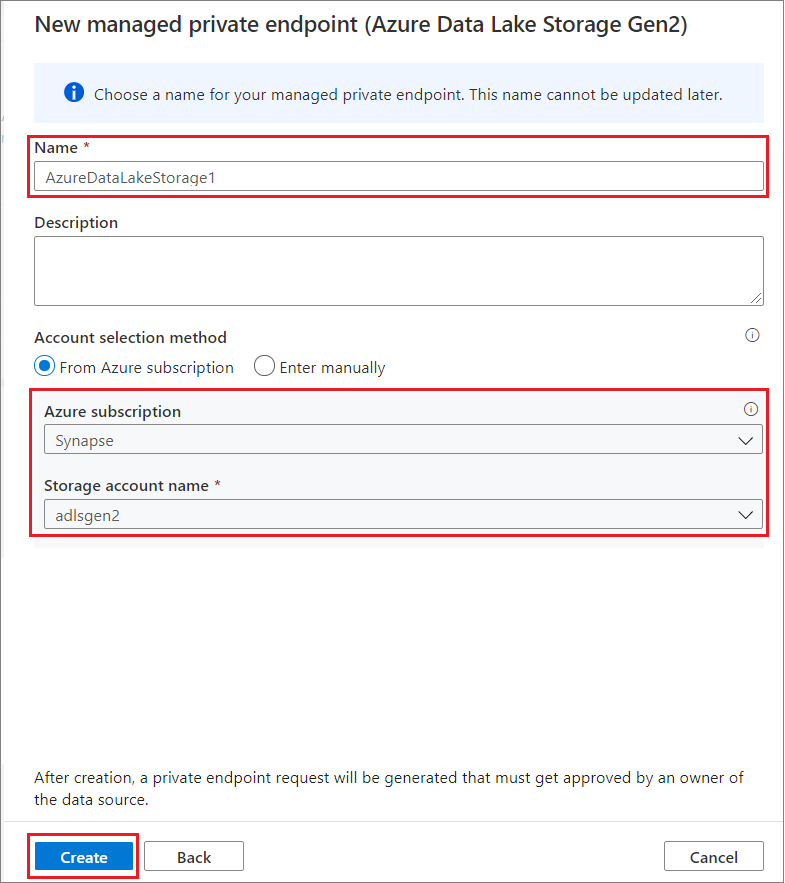 New managed private endpoint (Azure Data Lake Storage Gen2)
Choose a name for your managed private endpoint. This name cannot be updated later.
Name *
AzureDataLakeStorage1
Description
Account selection method
From Azure subscription Enter manually
Azure subscription
Synapse
Storage account name *
adlsgen2
After creation, a private endpoint request will be generated that must get approved by an owner of
the data source.
Create Back Cancel